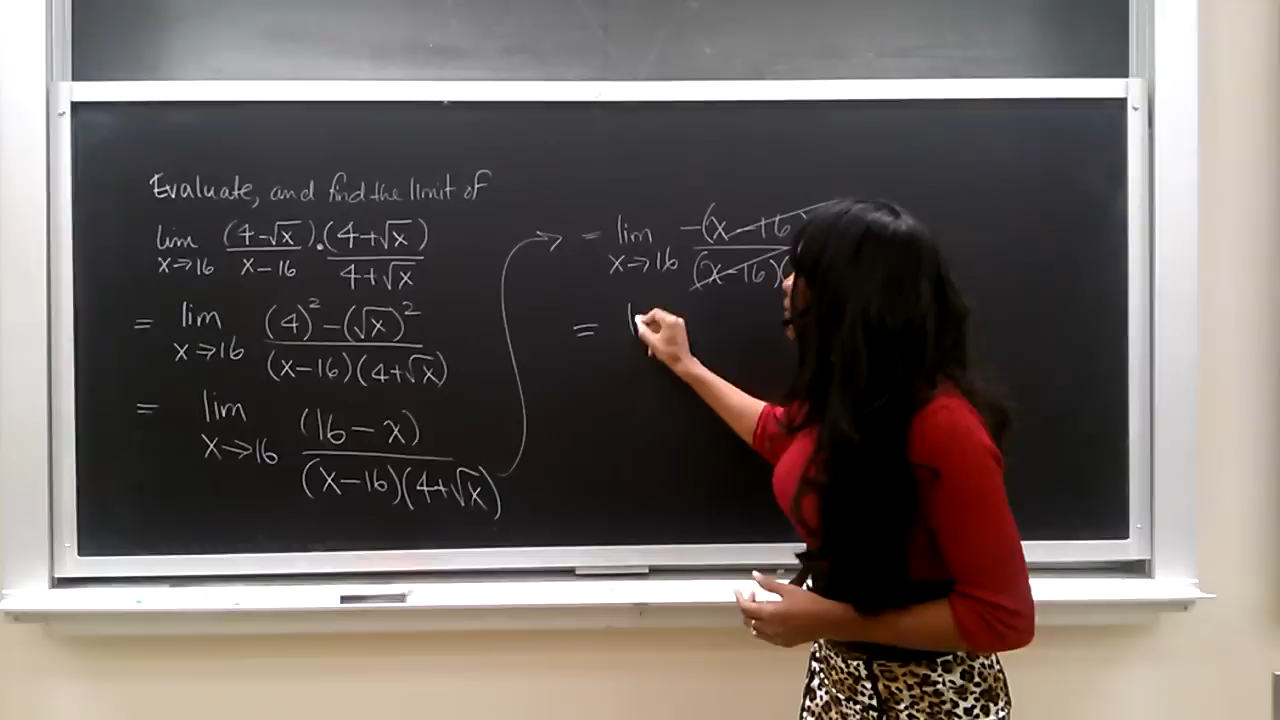 Evaluate, and find the limit of
lim x→16 (4-√x)/(x-16) · (4+√x)/(4+√x)
= lim x→16 ((4)² - (√x)²)/((x-16)(4+√x))
= lim x→16 (16-x)/((x-16)(4+√x))
= lim x→16 -(x-16)/(x-16)(
= l